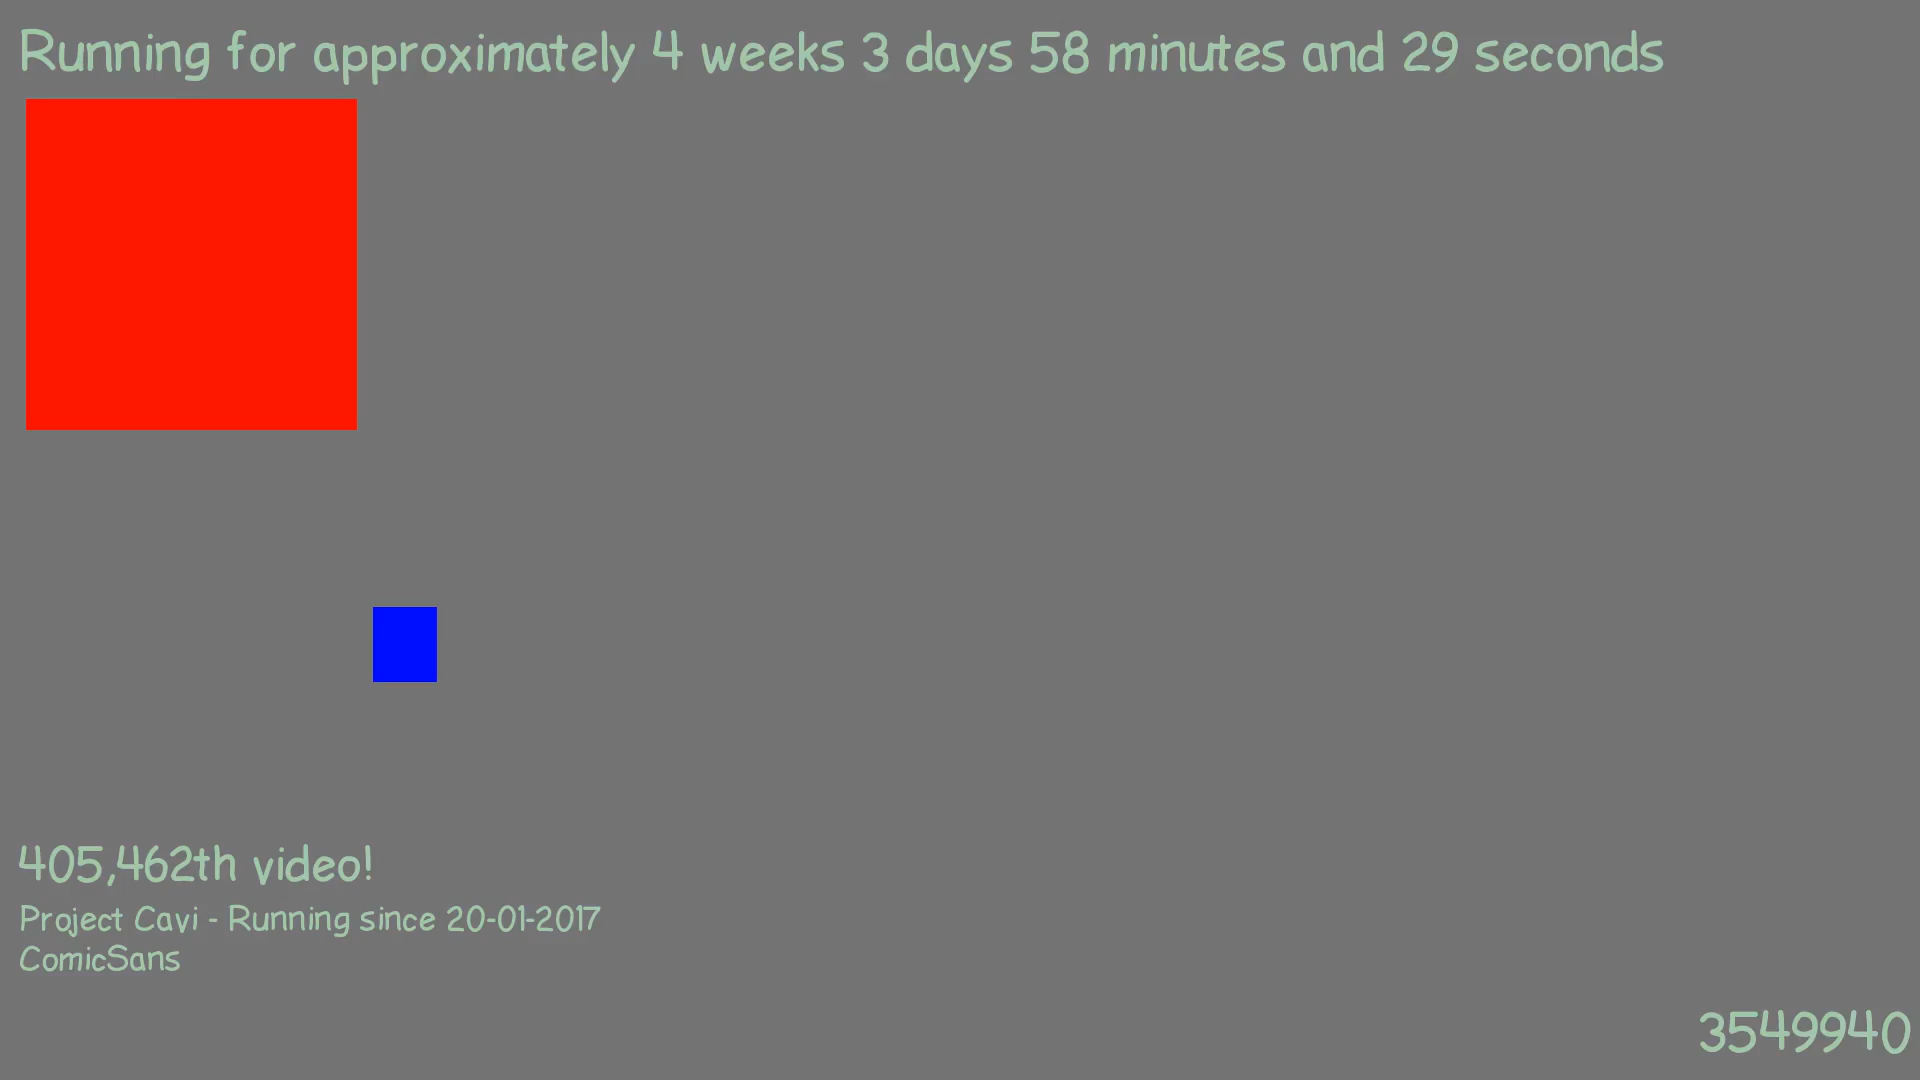 Running for approximately 4 weeks 3 days 58 minutes and 29 seconds
405,462th video!
Project Cavi - Running since 20-01-2017
ComicSans
3549940